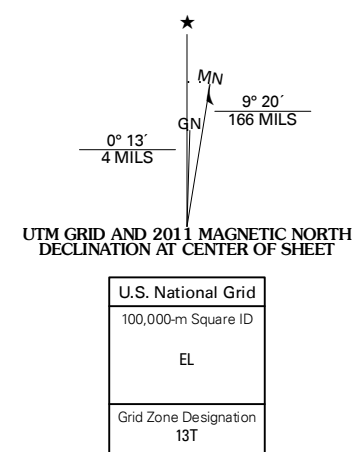 ★
MN
9° 20´
166 MILS
GN
0° 13´
4 MILS
UTM GRID AND 2011 MAGNETIC NORTH
DECLINATION AT CENTER OF SHEET
U.S. National Grid
100,000-m Square ID
EL
Grid Zone Designation
13T